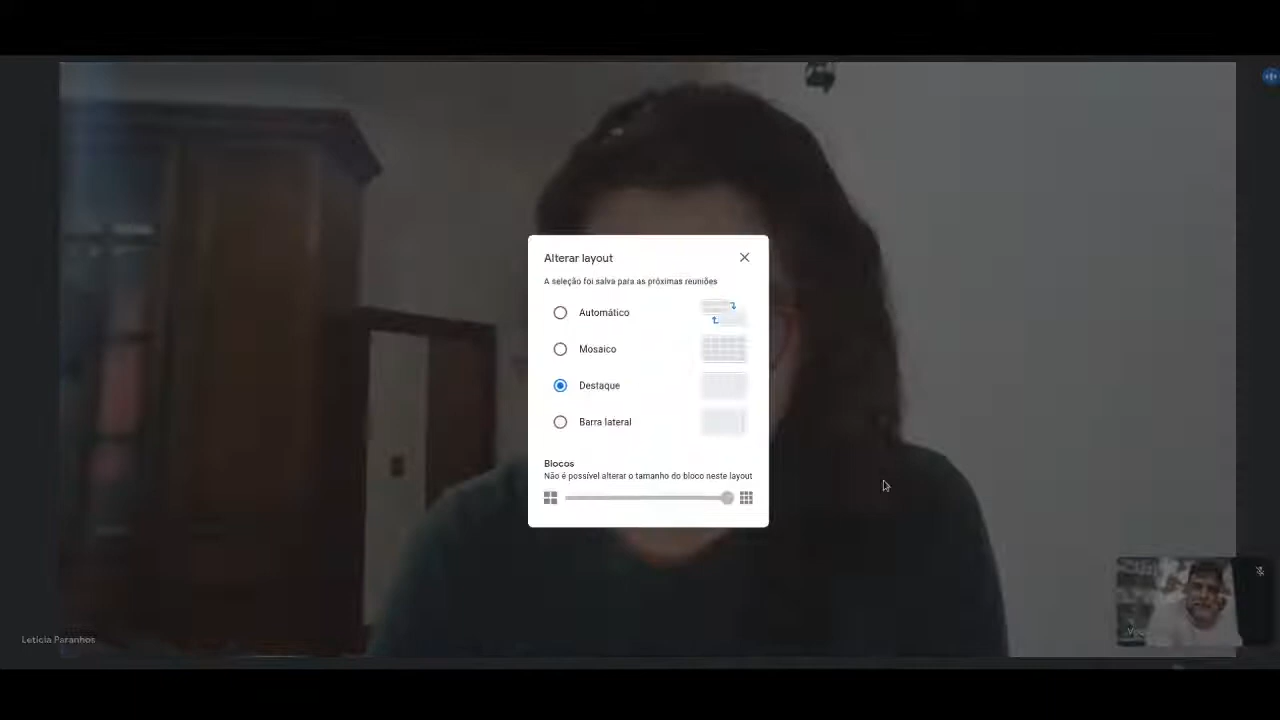 Alterar layout
A seleção foi salva para as próximas reuniões
Automático
Mosaico
Destaque
Barra lateral
Blocos
Não é possível alterar o tamanho do bloco neste layout
Letícia Paranhos